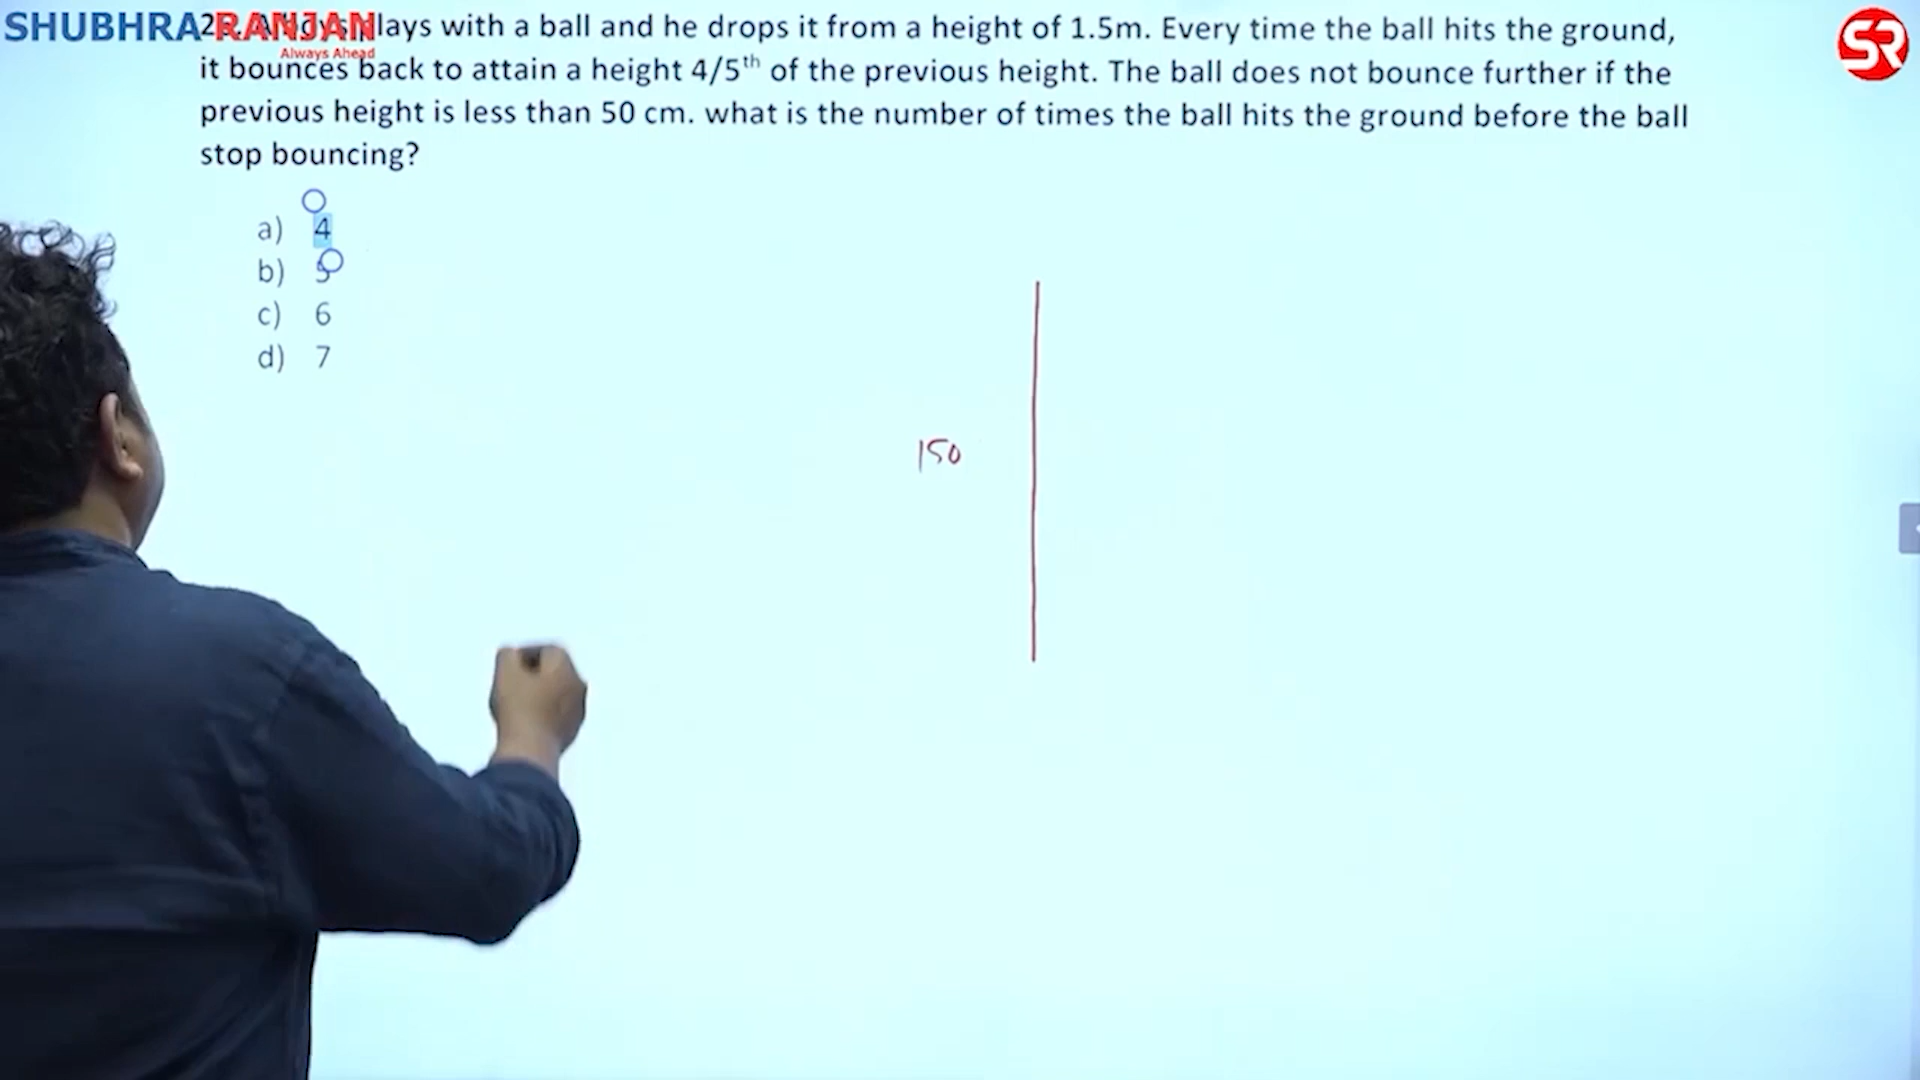 SHUBHRA RANJAN
Always Ahead
SR
lays with a ball and he drops it from a height of 1.5m. Every time the ball hits the ground,
it bounces back to attain a height 4/5th of the previous height. The ball does not bounce further if the
previous height is less than 50 cm. what is the number of times the ball hits the ground before the ball
stop bouncing?
a) 4
b) 5
c) 6
d) 7
150